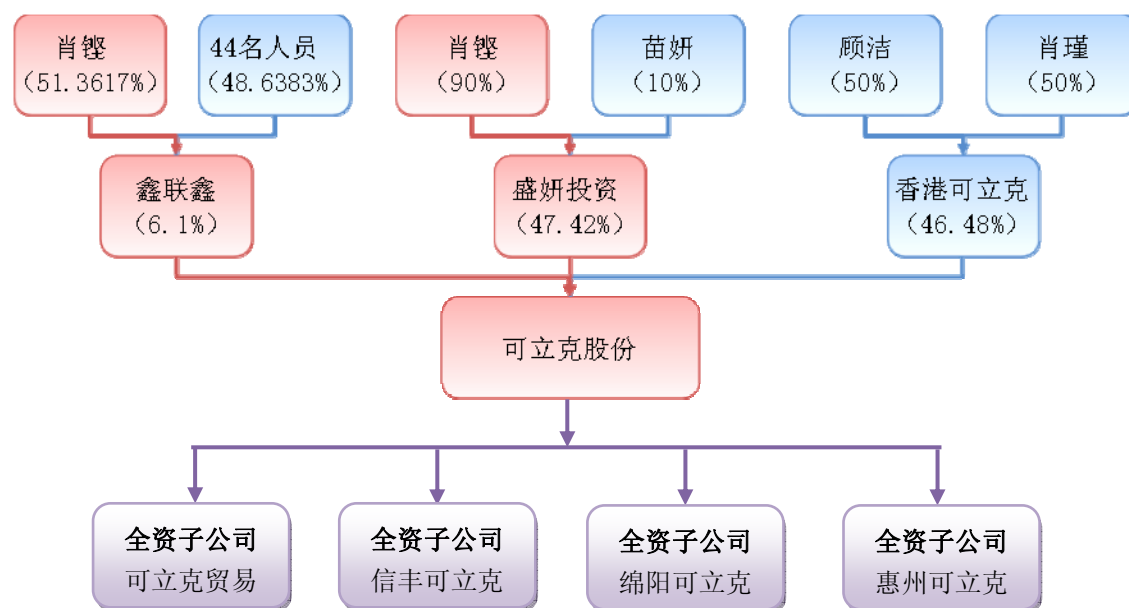 肖铿
（51.3617%）
44名人员
（48.6383%）
肖铿
（90%）
苗妍
（10%）
顾洁
（50%）
肖瑾
（50%）
鑫联鑫
（6.1%）
盛妍投资
（47.42%）
香港可立克
（46.48%）
可立克股份
全资子公司
可立克贸易
全资子公司
信丰可立克
全资子公司
绵阳可立克
全资子公司
惠州可立克